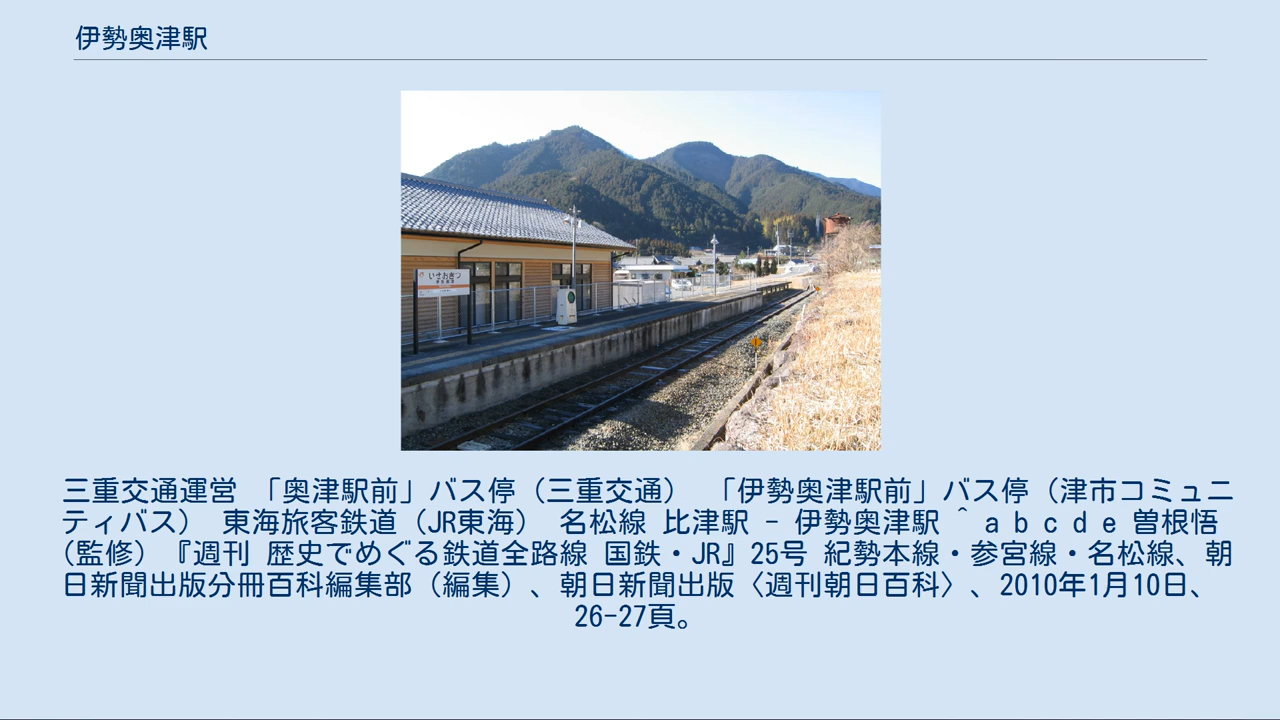 伊勢奥津駅
いせおきつ
三重交通運営 「奥津駅前」バス停（三重交通） 「伊勢奥津駅前」バス停（津市コミュニ
ティバス） 東海旅客鉄道（JR東海） 名松線 比津駅 - 伊勢奥津駅 ^ a b c d e 曽根悟
（監修）『週刊 歴史でめぐる鉄道全路線 国鉄・JR』25号 紀勢本線・参宮線・名松線、朝
日新聞出版分冊百科編集部（編集）、朝日新聞出版〈週刊朝日百科〉、2010年1月10日、
26-27頁。